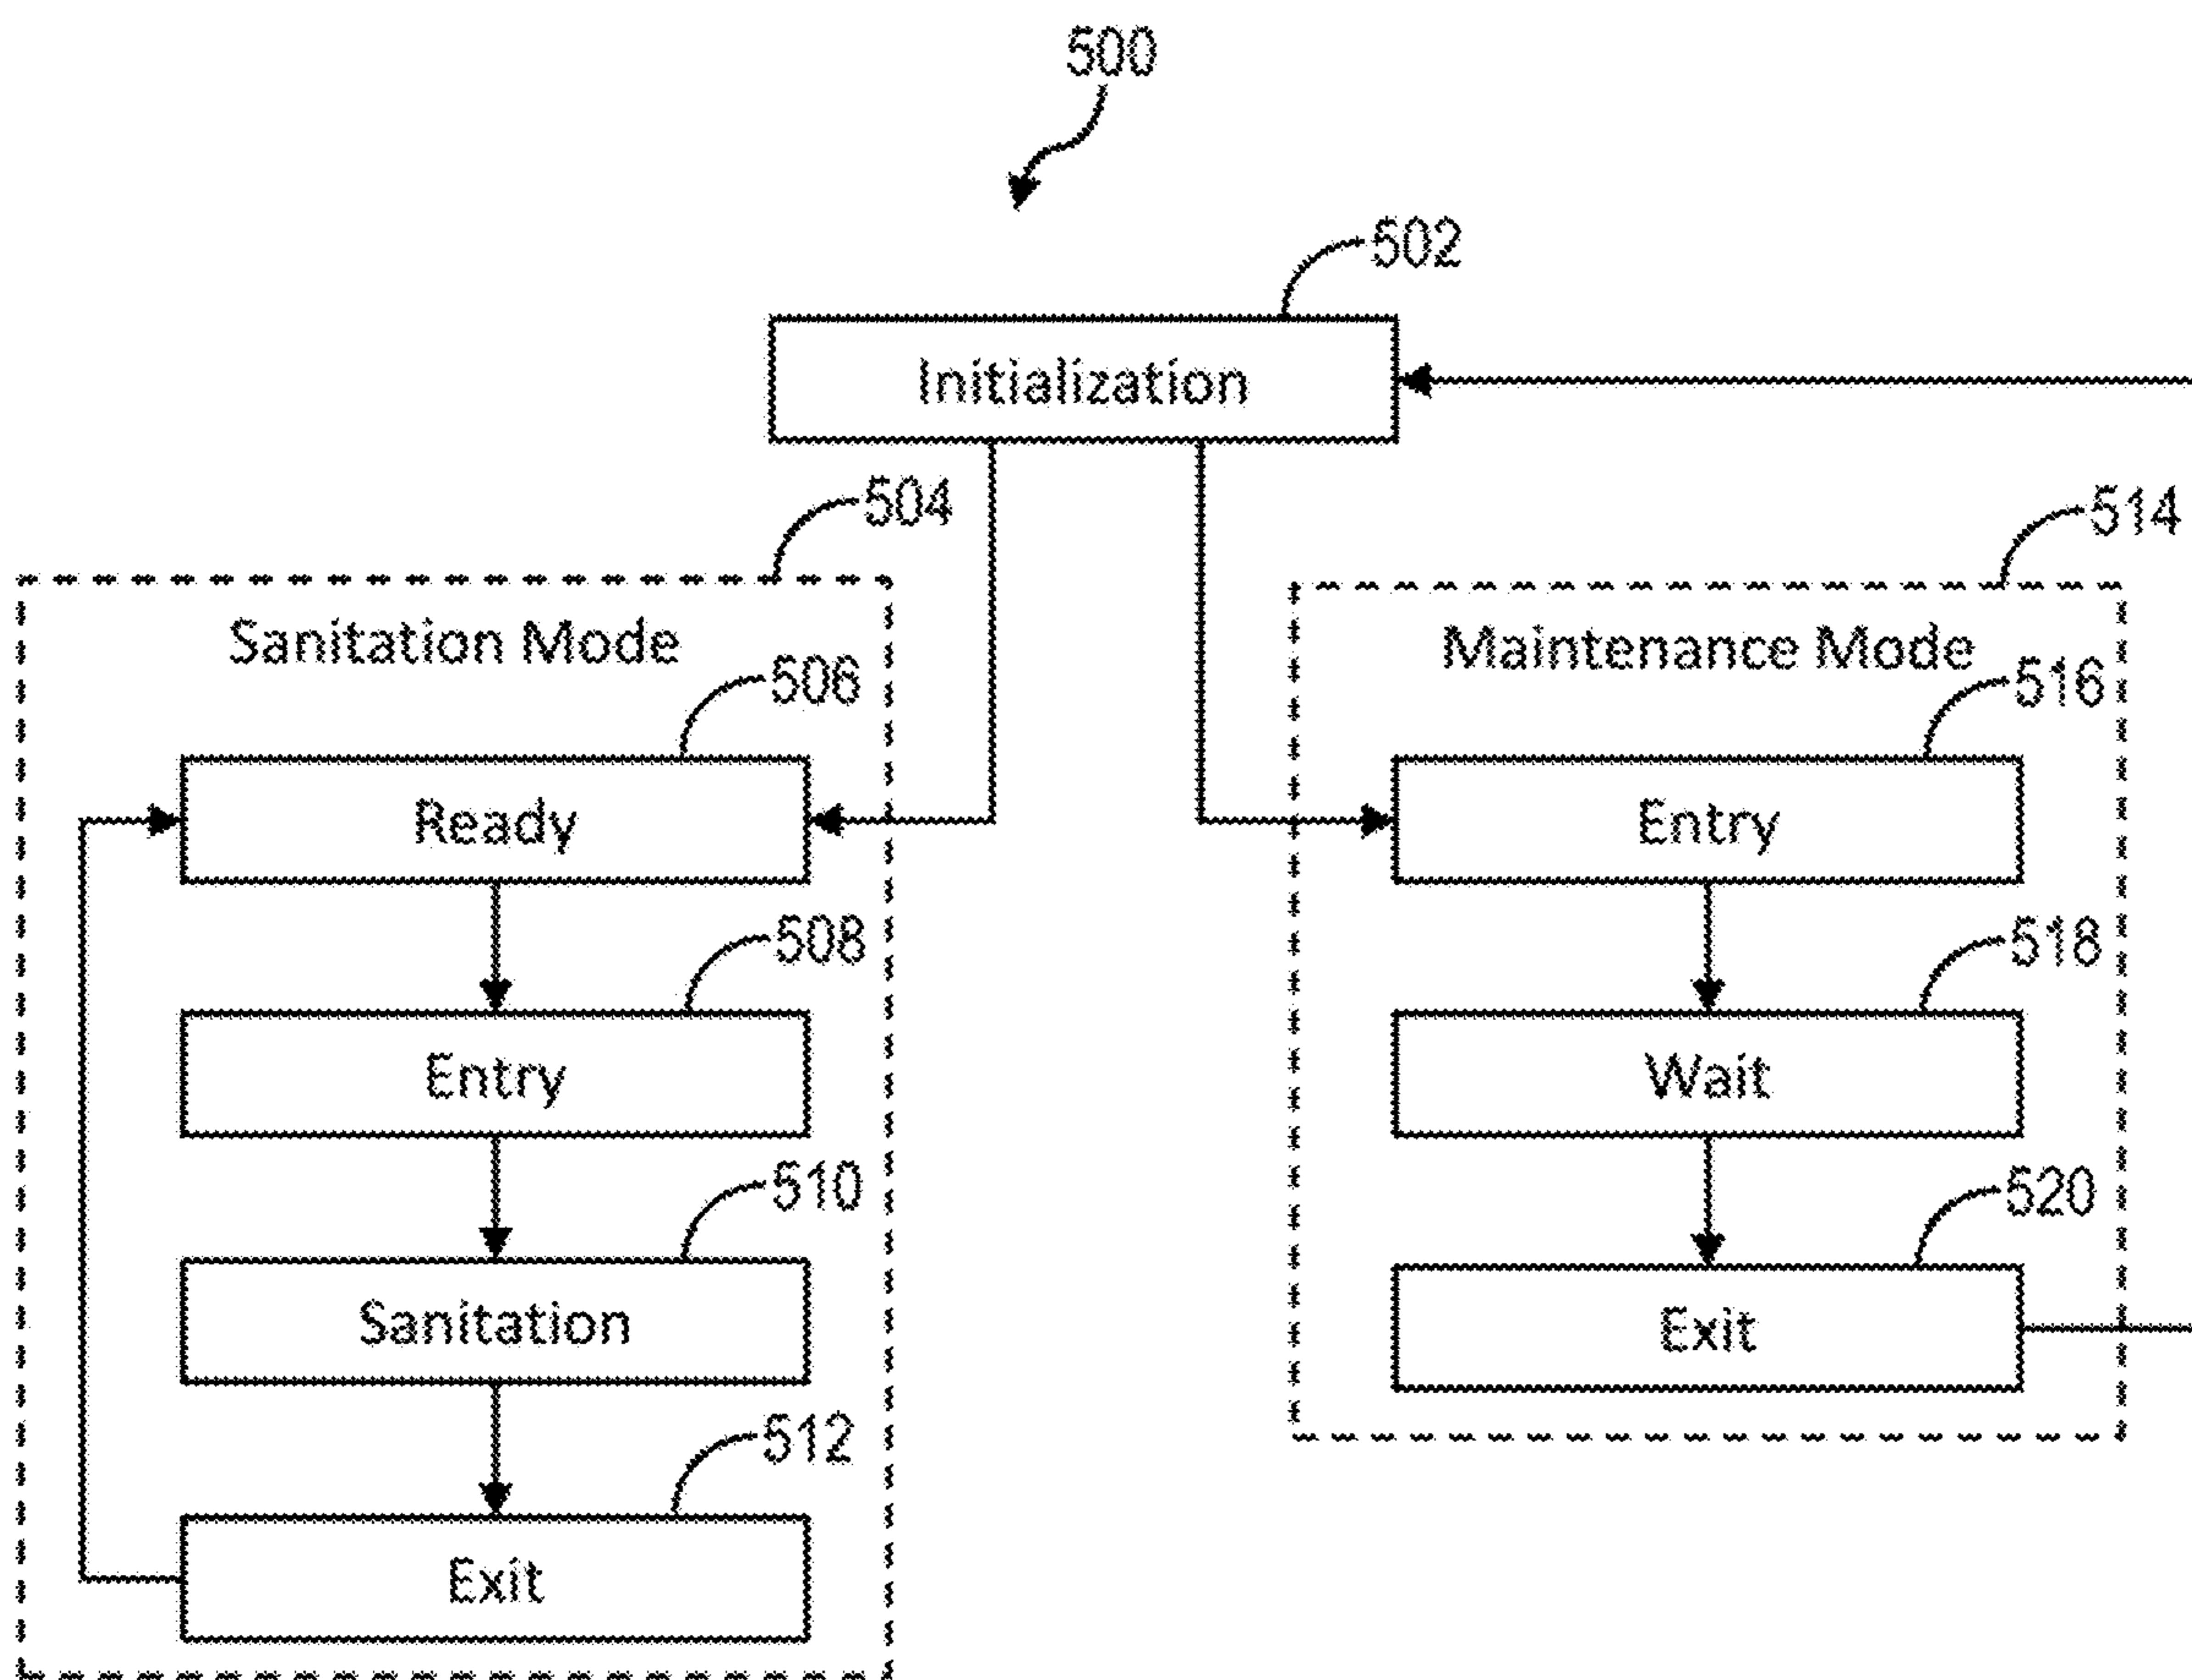 500
502
Initialization
504
514
Sanitation Mode
Maintenance Mode
506
516
Ready
Entry
508
518
Entry
Wait
510
520
Sanitation
Exit
512
Exit